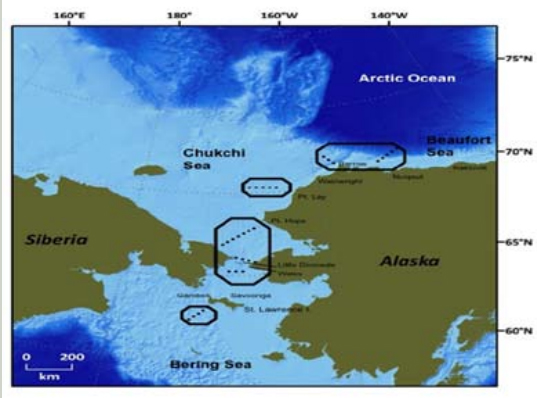 160°E 180° 160°W 140°W
75°N
Arctic Ocean
Beaufort
Sea
70°N
Chukchi
Sea
Barrow
Wainwright
Nuiqsut
Kaktovik
Pt. Lay
Pt. Hope
Siberia
65°N
Little Diomede
Wales
Alaska
Gambell
Savoonga
St. Lawrence I.
60°N
0 200
km
Bering Sea